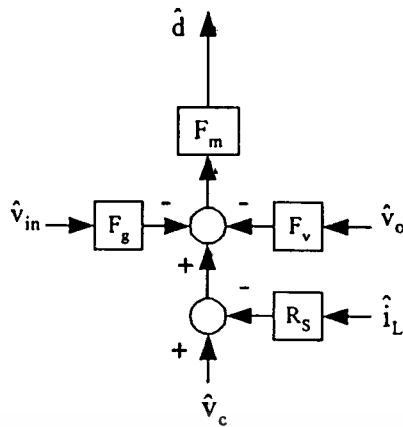 d̂
F_m
v̂_in F_g - - F_v v̂_o
+
- R_S î_L
+
v̂_c